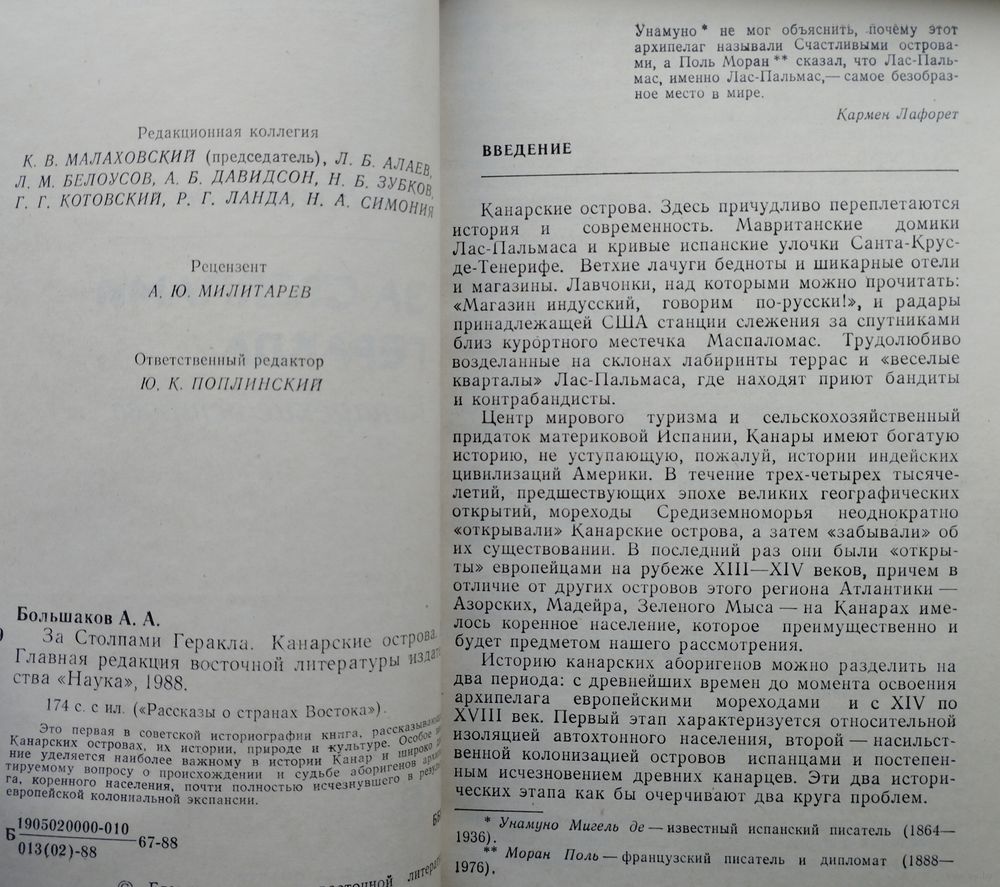 Редакционная коллегия
К. В. МАЛАХОВСКИЙ (председатель), Л. Б. АЛАЕВ,
Л. М. БЕЛОУСОВ, А. Б. ДАВИДСОН, Н. Б. ЗУБКОВ,
Г. Г. КОТОВСКИЙ, Р. Г. ЛАНДА, Н. А. СИМОНИЯ
Рецензент
А. Ю. МИЛИТАРЕВ
Ответственный редактор
Ю. К. ПОПЛИНСКИЙ
Большаков А. А.
За Столпами Геракла. Канарские острова.
Главная редакция восточной литературы издате
ства «Наука», 1988.
174 с. с ил. («Рассказы о странах Востока»).
Это первая в советской историографии книга, рассказывающ
Канарских островах, их истории, природе и культуре. Особое
ние уделяется наиболее важному в истории Канар и широко
тируемому вопросу о происхождении и судьбе аборигенов
га, коренного населения, почти полностью исчезнувшего в
европейской колониальной экспансии.
Б 1905020000-010
013(02)-88 67-88
Унамуно * не мог объяснить, почему этот
архипелаг называли Счастливыми острова-
ми, а Поль Моран ** сказал, что Лас-Паль-
мас, именно Лас-Пальмас,— самое безобраз-
ное место в мире.
Кармен Лафорет
ВВЕДЕНИЕ
Канарские острова. Здесь причудливо переплетаются
история и современность. Мавританские домики
Лас-Пальмаса и кривые испанские улочки Санта-Крус-
де-Тенерифе. Ветхие лачуги бедноты и шикарные отели
и магазины. Лавчонки, над которыми можно прочитать:
«Магазин индусский, говорим по-русски!», и радары
принадлежащей США станции слежения за спутниками
близ курортного местечка Маспаломас. Трудолюбиво
возделанные на склонах лабиринты террас и «веселые
кварталы» Лас-Пальмаса, где находят приют бандиты
и контрабандисты.
Центр мирового туризма и сельскохозяйственный
придаток материковой Испании, Канары имеют богатую
историю, не уступающую, пожалуй, истории индейских
цивилизаций Америки. В течение трех-четырех тысяче-
летий, предшествующих эпохе великих географических
открытий, мореходы Средиземноморья неоднократно
«открывали» Канарские острова, а затем «забывали» об
их существовании. В последний раз они были «откры-
ты» европейцами на рубеже XIII—XIV веков, причем в
отличие от других островов этого региона Атлантики —
Азорских, Мадейра, Зеленого Мыса — на Канарах име-
лось коренное население, которое преимущественно и
будет предметом нашего рассмотрения.
Историю канарских аборигенов можно разделить на
два периода: с древнейших времен до момента освоения
архипелага европейскими мореходами и с XIV по
XVIII век. Первый этап характеризуется относительной
изоляцией автохтонного населения, второй — насильст-
венной колонизацией островов испанцами и постепен-
ным исчезновением древних канарцев. Эти два истори-
ческих этапа как бы очерчивают два круга проблем.
* Унамуно Мигель де — известный испанский писатель (1864—
1936).
** Моран Поль — французский писатель и дипломат (1888—
1976).